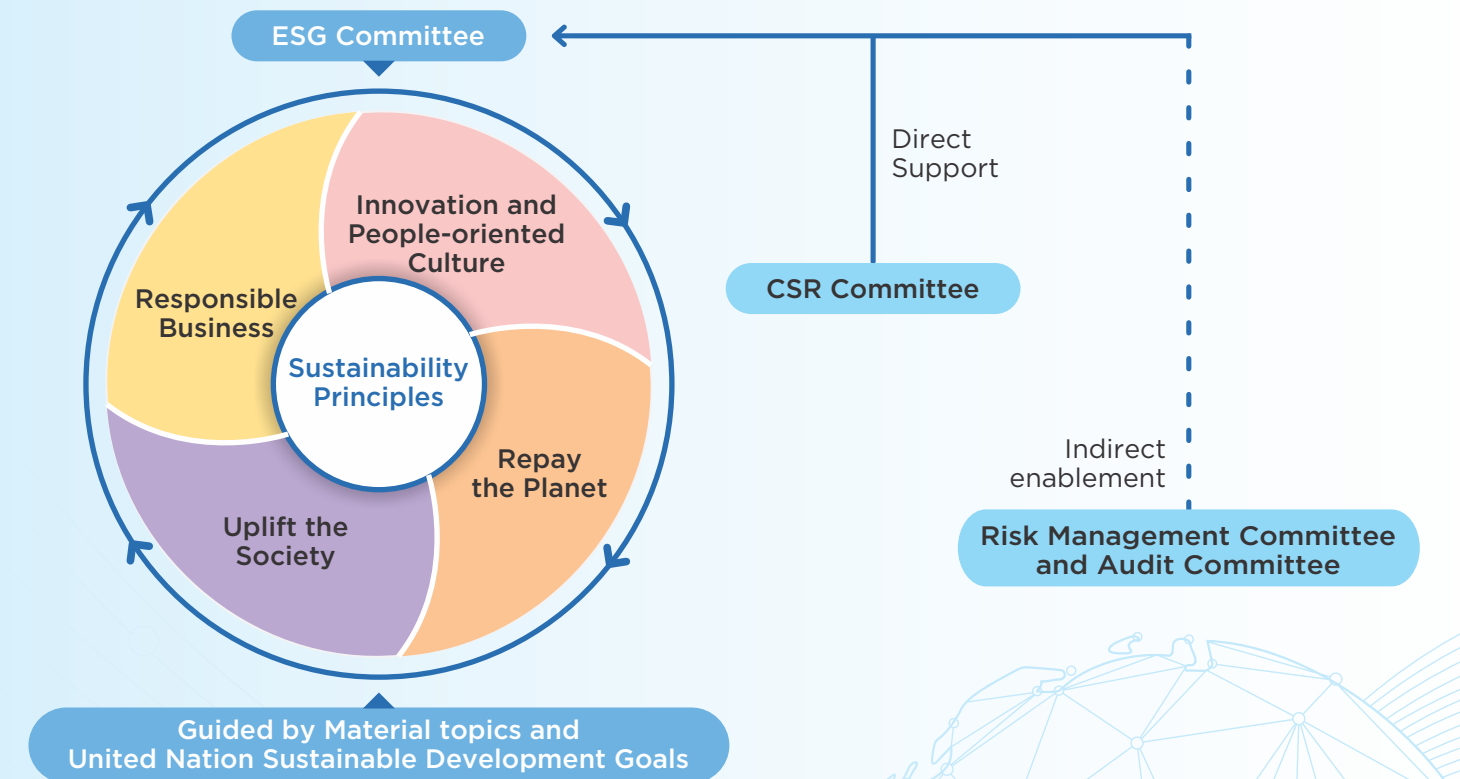 ESG Committee
Direct
Support
Innovation and
People-oriented
Culture
CSR Committee
Responsible
Business
Sustainability
Principles
Repay
the Planet
Indirect
enablement
Uplift the
Society
Risk Management Committee
and Audit Committee
Guided by Material topics and
United Nation Sustainable Development Goals